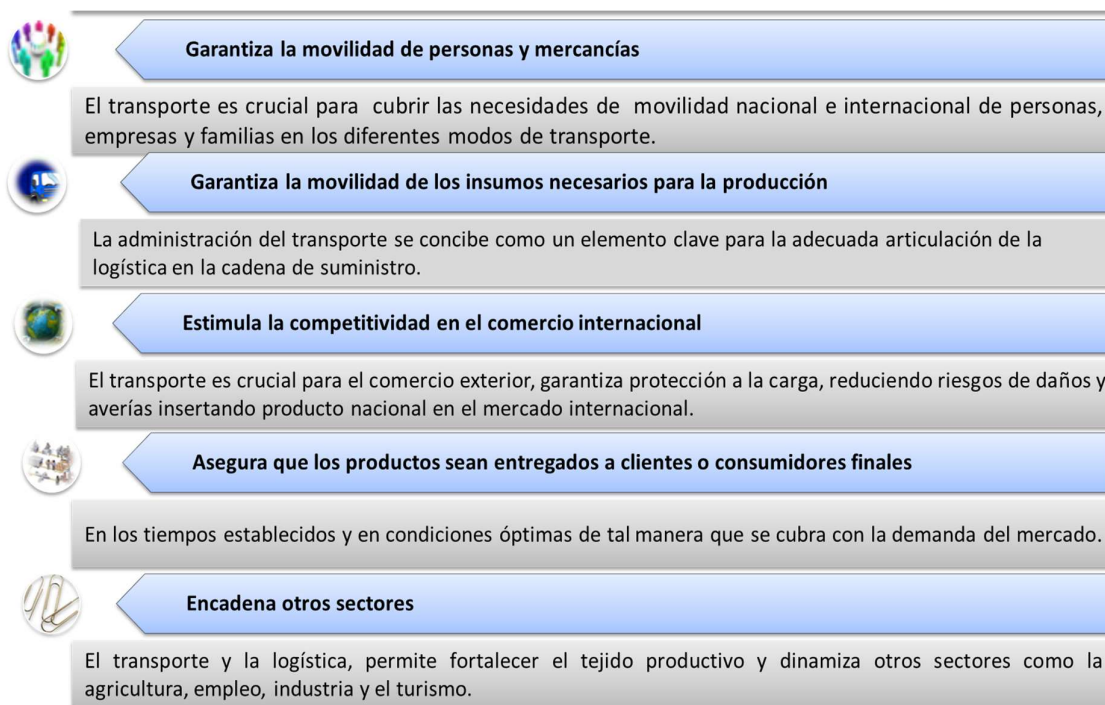 Garantiza la movilidad de personas y mercancías
El transporte es crucial para cubrir las necesidades de movilidad nacional e internacional de personas,
empresas y familias en los diferentes modos de transporte.
Garantiza la movilidad de los insumos necesarios para la producción
La administración del transporte se concibe como un elemento clave para la adecuada articulación de la
logística en la cadena de suministro.
Estimula la competitividad en el comercio internacional
El transporte es crucial para el comercio exterior, garantiza protección a la carga, reduciendo riesgos de daños y
averías insertando producto nacional en el mercado internacional.
Asegura que los productos sean entregados a clientes o consumidores finales
En los tiempos establecidos y en condiciones óptimas de tal manera que se cubra con la demanda del mercado.
Encadena otros sectores
El transporte y la logística, permite fortalecer el tejido productivo y dinamiza otros sectores como la
agricultura, empleo, industria y el turismo.